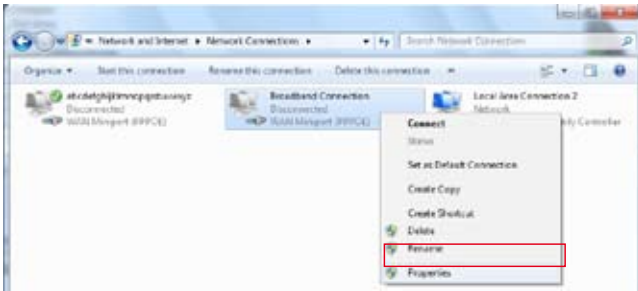 Network and Internet ▸ Network Connections ▸
Search Network Connections
Organize ▾ Start this connection Rename this connection Delete this connection »
Disconnected
WAN Miniport (PPPOE)
Broadband Connection
Disconnected
WAN Miniport (PPPOE)
Local Area Connection 2
Network
Controller
Connect
Status
Set as Default Connection
Create Copy
Create Shortcut
Delete
Rename
Properties